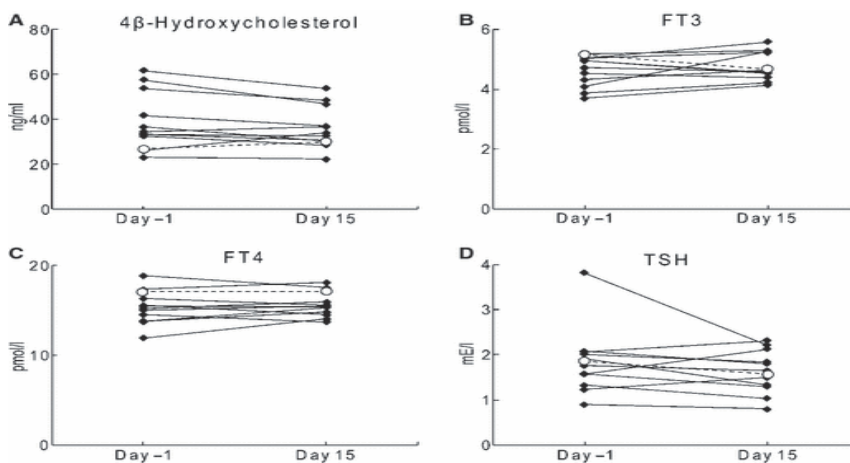 A 4β-Hydroxycholesterol
80
60
40
20
0
ng/ml
Day –1 Day 15
B FT3
6
4
2
0
pmol/l
Day –1 Day 15
C FT4
20
10
0
pmol/l
Day –1 Day 15
D TSH
4
3
2
1
0
mE/l
Day –1 Day 15